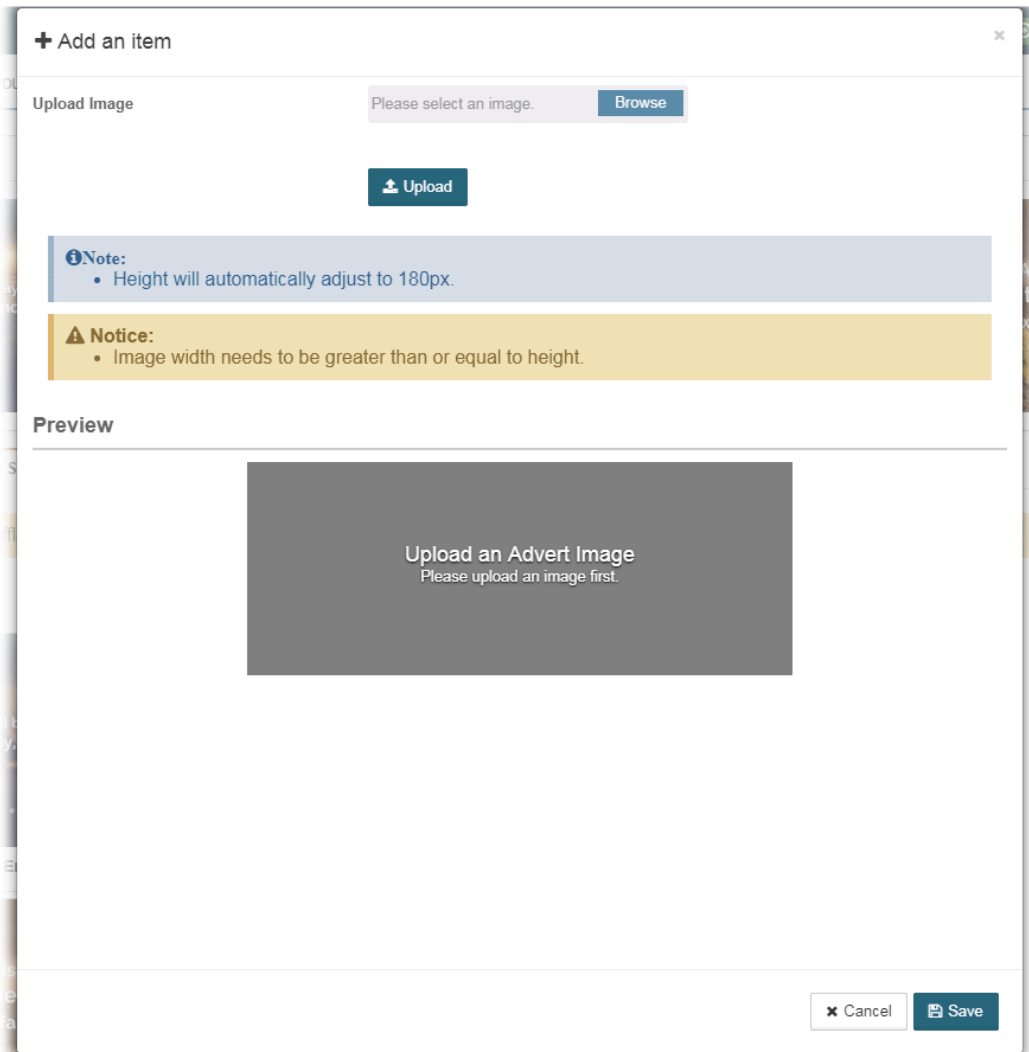 Add an item
×
Upload Image
Please select an image.
Browse
Upload
Note:
• Height will automatically adjust to 180px.
Notice:
• Image width needs to be greater than or equal to height.
Preview
Upload an Advert Image
Please upload an image first.
Cancel
Save